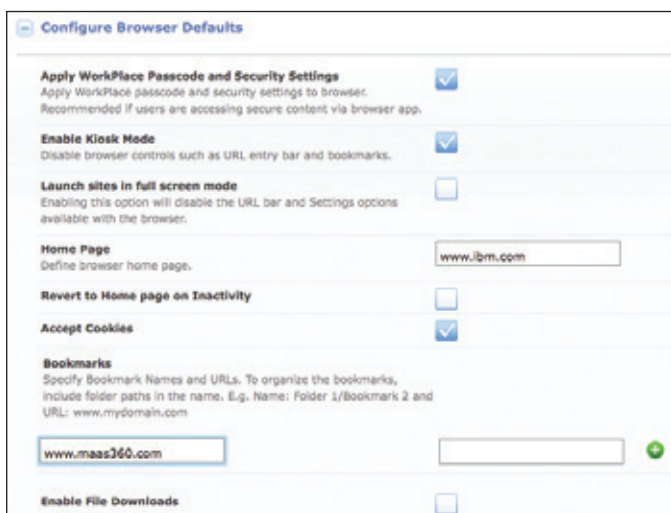 Configure Browser Defaults
Apply WorkPlace Passcode and Security Settings
Apply WorkPlace passcode and security settings to browser.
Recommended if users are accessing secure content via browser app.
Enable Kiosk Mode
Disable browser controls such as URL entry bar and bookmarks.
Launch sites in full screen mode
Enabling this option will disable the URL bar and Settings options
available with the browser.
Home Page
Define browser home page.
www.ibm.com
Revert to Home page on Inactivity
Accept Cookies
Bookmarks
Specify Bookmark Names and URLs. To organize the bookmarks,
include folder paths in the name. E.g. Name: Folder 1/Bookmark 2 and
URL: www.mydomain.com
www.maas360.com
Enable File Downloads